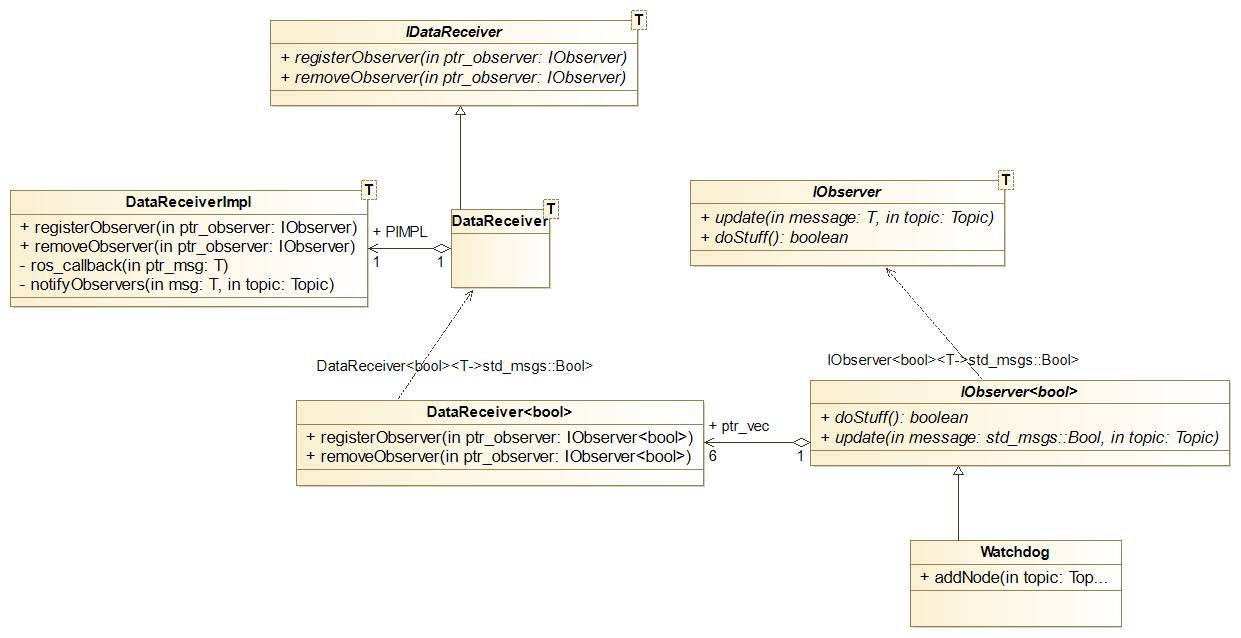 T
IDataReceiver
+ registerObserver(in ptr_observer: IObserver)
+ removeObserver(in ptr_observer: IObserver)
T
DataReceiverImpl
+ registerObserver(in ptr_observer: IObserver)
+ removeObserver(in ptr_observer: IObserver)
- ros_callback(in ptr_msg: T)
- notifyObservers(in msg: T, in topic: Topic)
+ PIMPL
1
1
T
DataReceiver
T
IObserver
+ update(in message: T, in topic: Topic)
+ doStuff(): boolean
DataReceiver<bool><T->std_msgs::Bool>
IObserver<bool><T->std_msgs::Bool>
DataReceiver<bool>
+ registerObserver(in ptr_observer: IObserver<bool>)
+ removeObserver(in ptr_observer: IObserver<bool>)
+ ptr_vec
6
1
IObserver<bool>
+ doStuff(): boolean
+ update(in message: std_msgs::Bool, in topic: Topic)
Watchdog
+ addNode(in topic: Top...